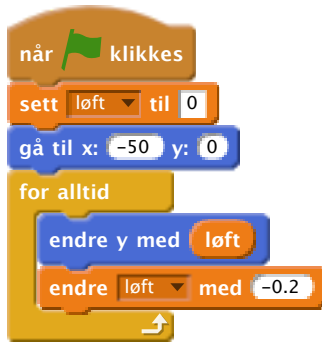 når klikkes
sett løft til 0
gå til x: -50 y: 0
for alltid
endre y med løft
endre løft med -0.2